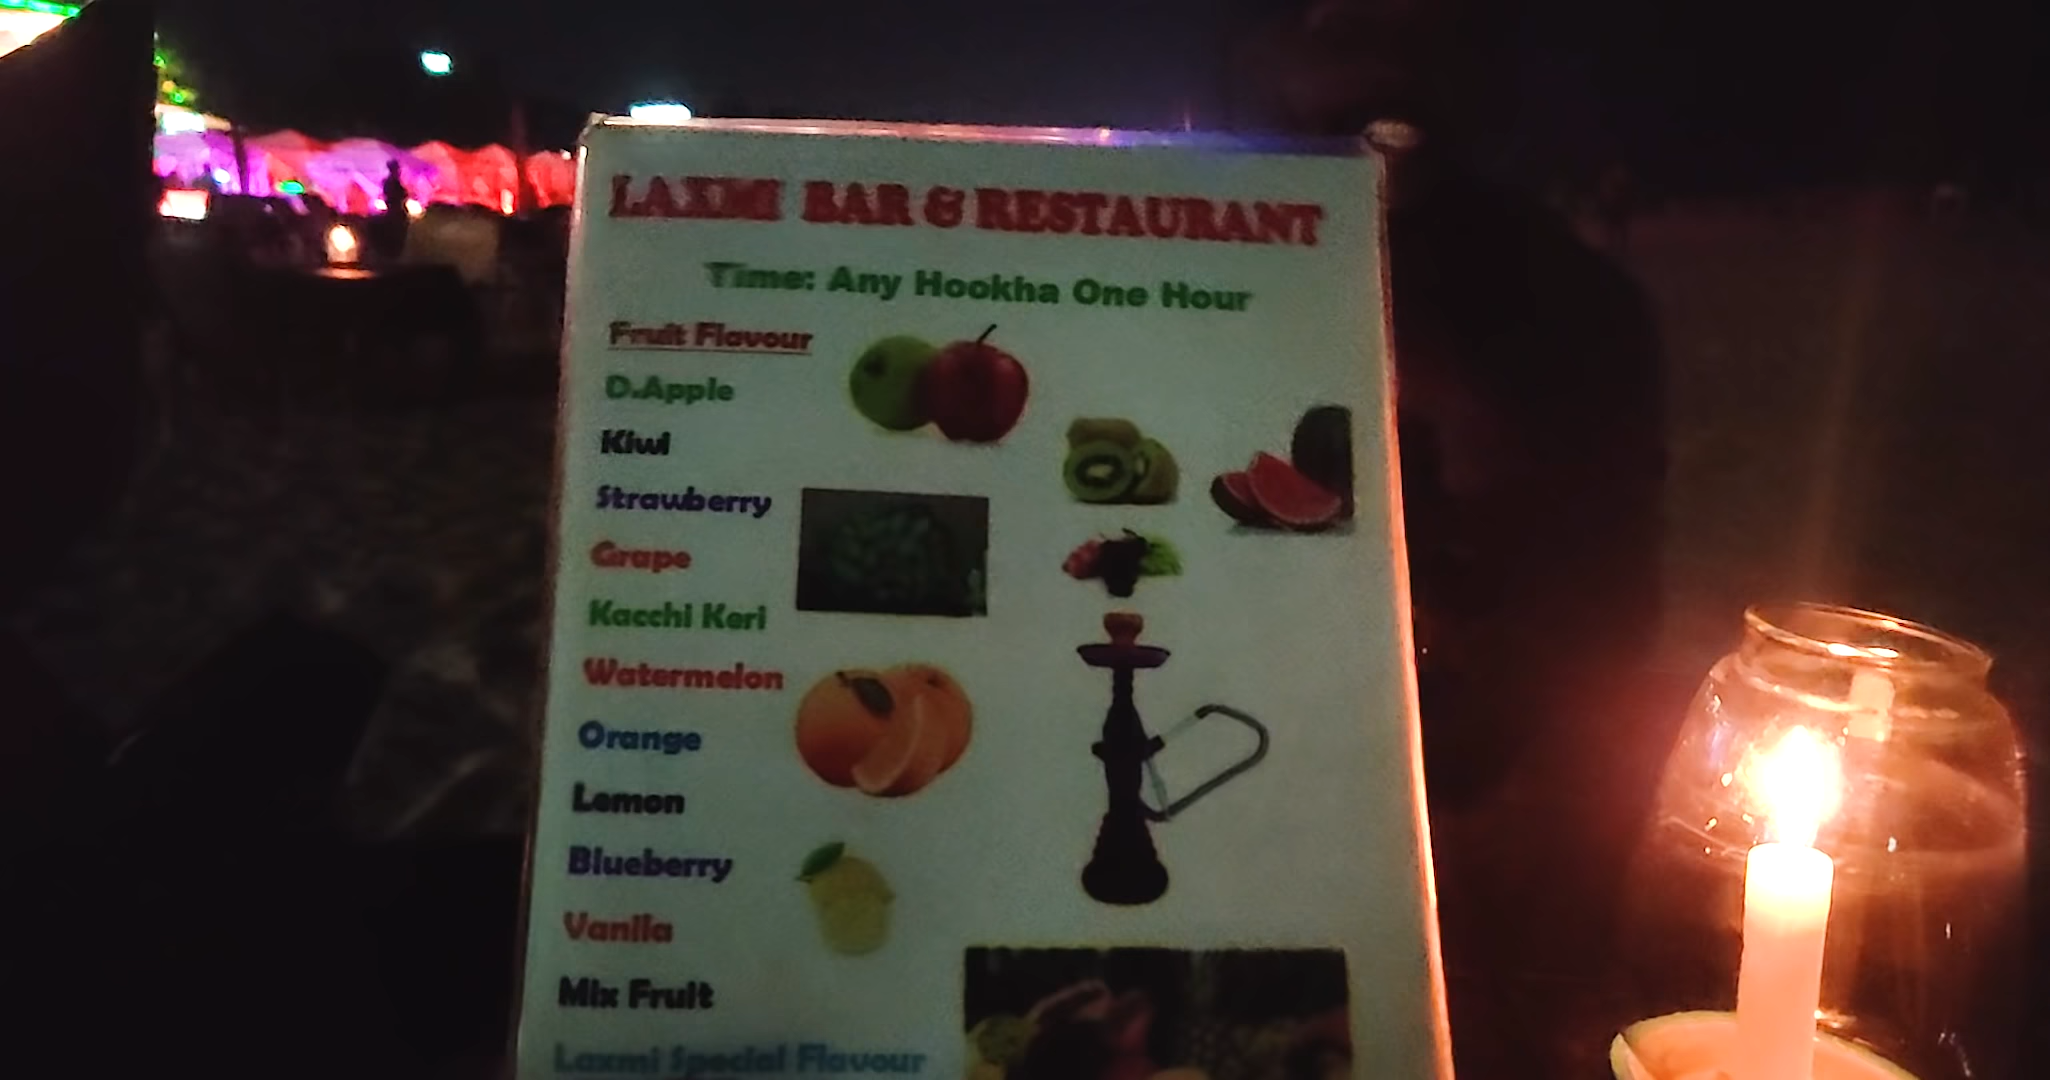 LAXMI BAR & RESTAURANT
Time: Any Hookha One Hour
Fruit Flavour
D.Apple
Kiwi
Strawberry
Grape
Kacchi Keri
Watermelon
Orange
Lemon
Blueberry
Vanila
Mix Fruit
Laxmi Special Flavour